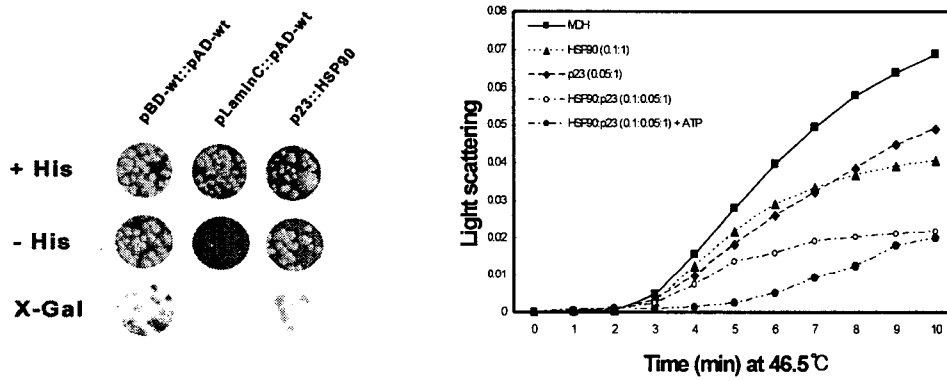 pBD-wt::pAD-wt
pLaminC::pAD-wt
p23::HSP90
+ His
- His
X-Gal
Light scattering
0.08
0.07
0.06
0.05
0.04
0.03
0.02
0.01
0
MDH
HSP90 (0.1:1)
p23 (0.05:1)
HSP90:p23 (0.1:0.05:1)
HSP90:p23 (0.1:0.05:1) + ATP
0 1 2 3 4 5 6 7 8 9 10
Time (min) at 46.5℃